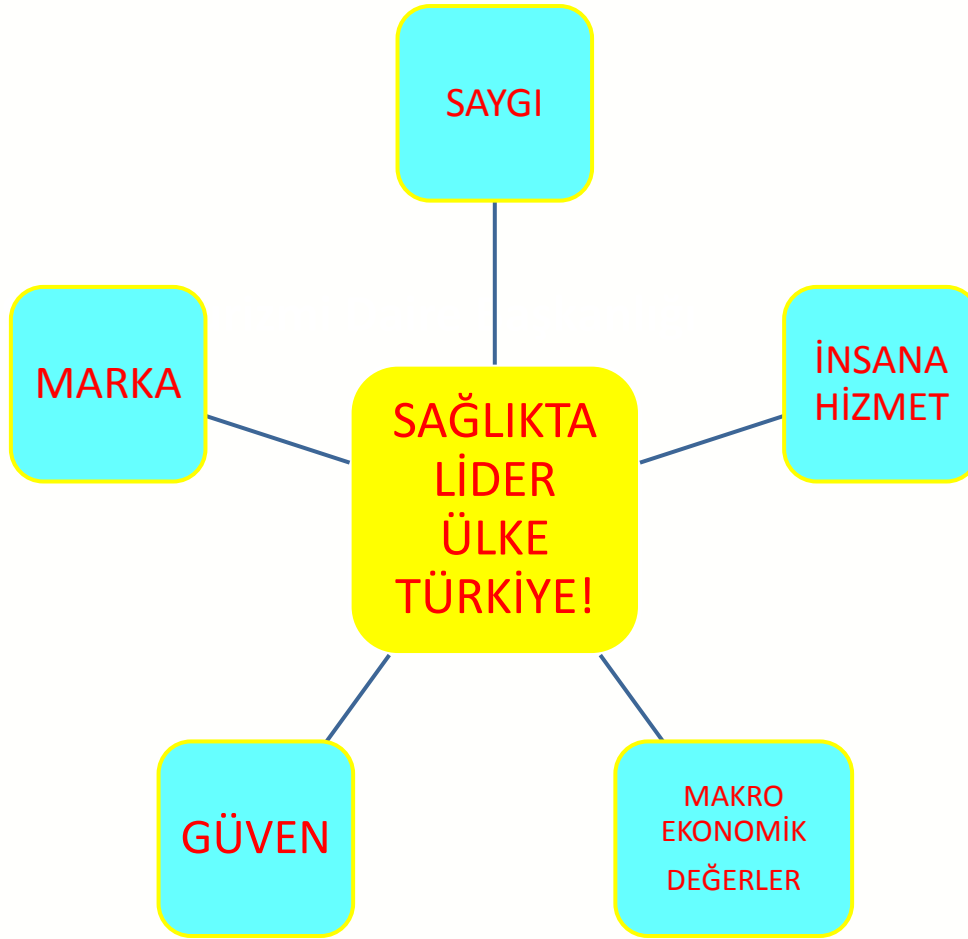 SAYGI
MARKA
İNSANA
HİZMET
SAĞLIKTA
LİDER
ÜLKE
TÜRKİYE!
GÜVEN
MAKRO
EKONOMİK
DEĞERLER